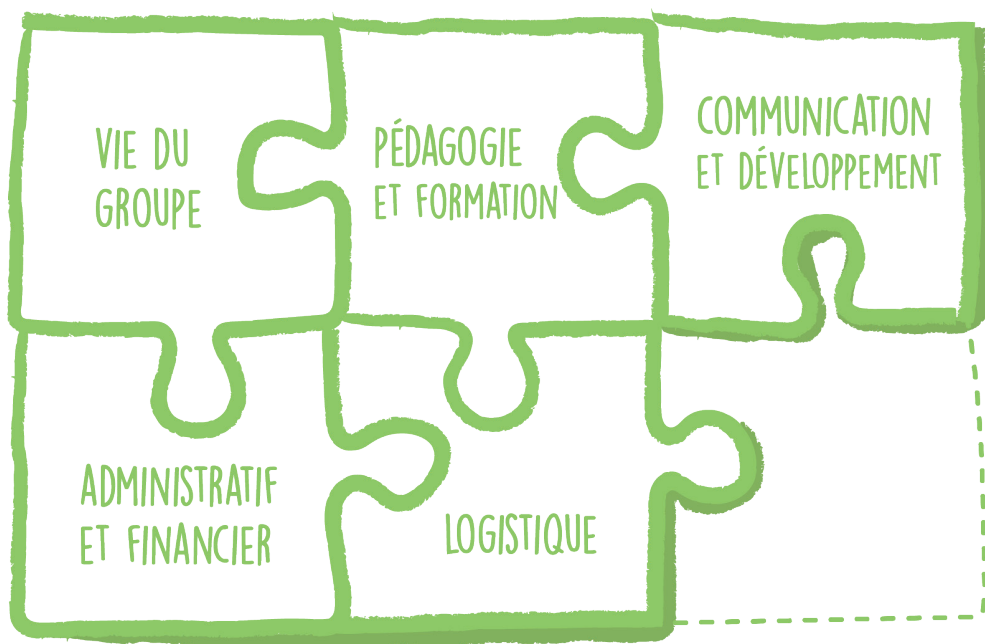 VIE DU
GROUPE
PÉDAGOGIE
ET FORMATION
COMMUNICATION
ET DÉVELOPPEMENT
ADMINISTRATIF
ET FINANCIER
LOGISTIQUE